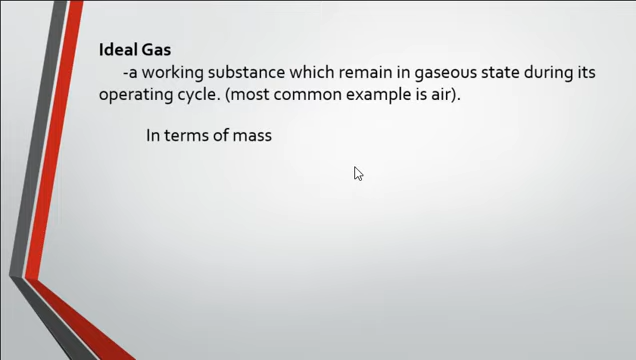 Ideal Gas
-a working substance which remain in gaseous state during its
operating cycle. (most common example is air).
In terms of mass